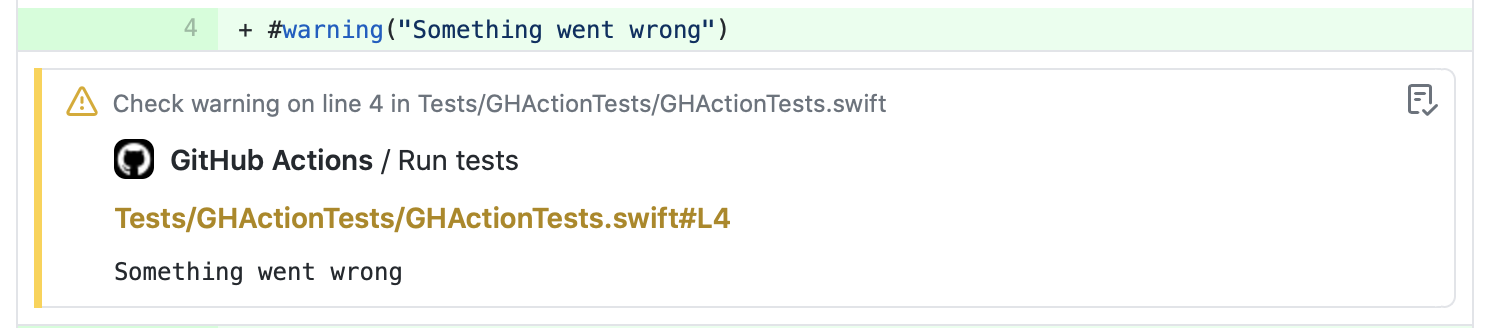 4 + #warning("Something went wrong")
Check warning on line 4 in Tests/GHActionTests/GHActionTests.swift
GitHub Actions / Run tests
Tests/GHActionTests/GHActionTests.swift#L4
Something went wrong